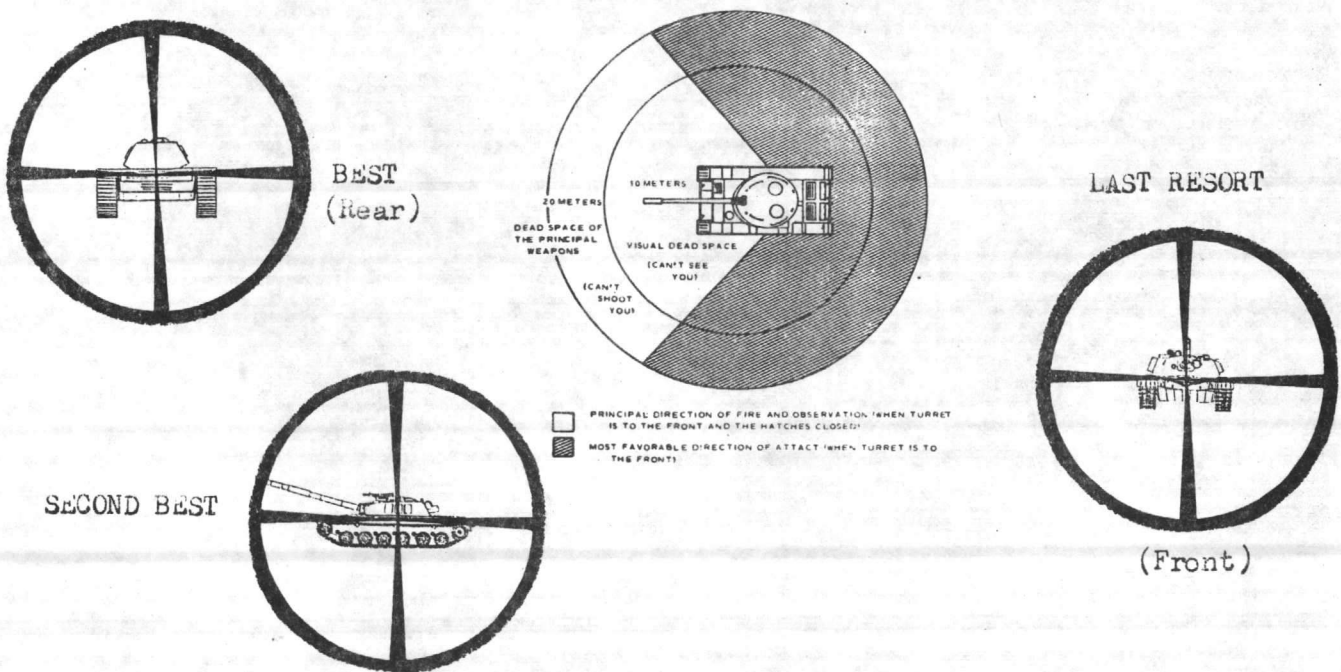 BEST
(Rear)
10 METERS
20 METERS
DEAD SPACE OF
THE PRINCIPAL
WEAPONS
VISUAL DEAD SPACE
(CAN'T SEE
YOU)
(CAN'T
SHOOT
YOU)
LAST RESORT
PRINCIPAL DIRECTION OF FIRE AND OBSERVATION (WHEN TURRET
IS TO THE FRONT AND THE HATCHES CLOSED)
MOST FAVORABLE DIRECTION OF ATTACT (WHEN TURRET IS TO
THE FRONT)
SECOND BEST
(Front)